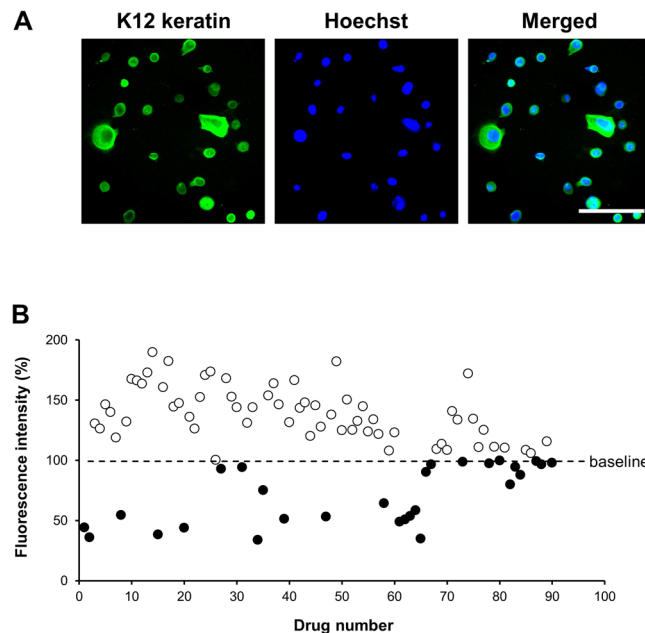 A
K12 keratin Hoechst Merged
B
200
150
100
50
0
Fluorescence intensity (%)
baseline
0 10 20 30 40 50 60 70 80 90 100
Drug number